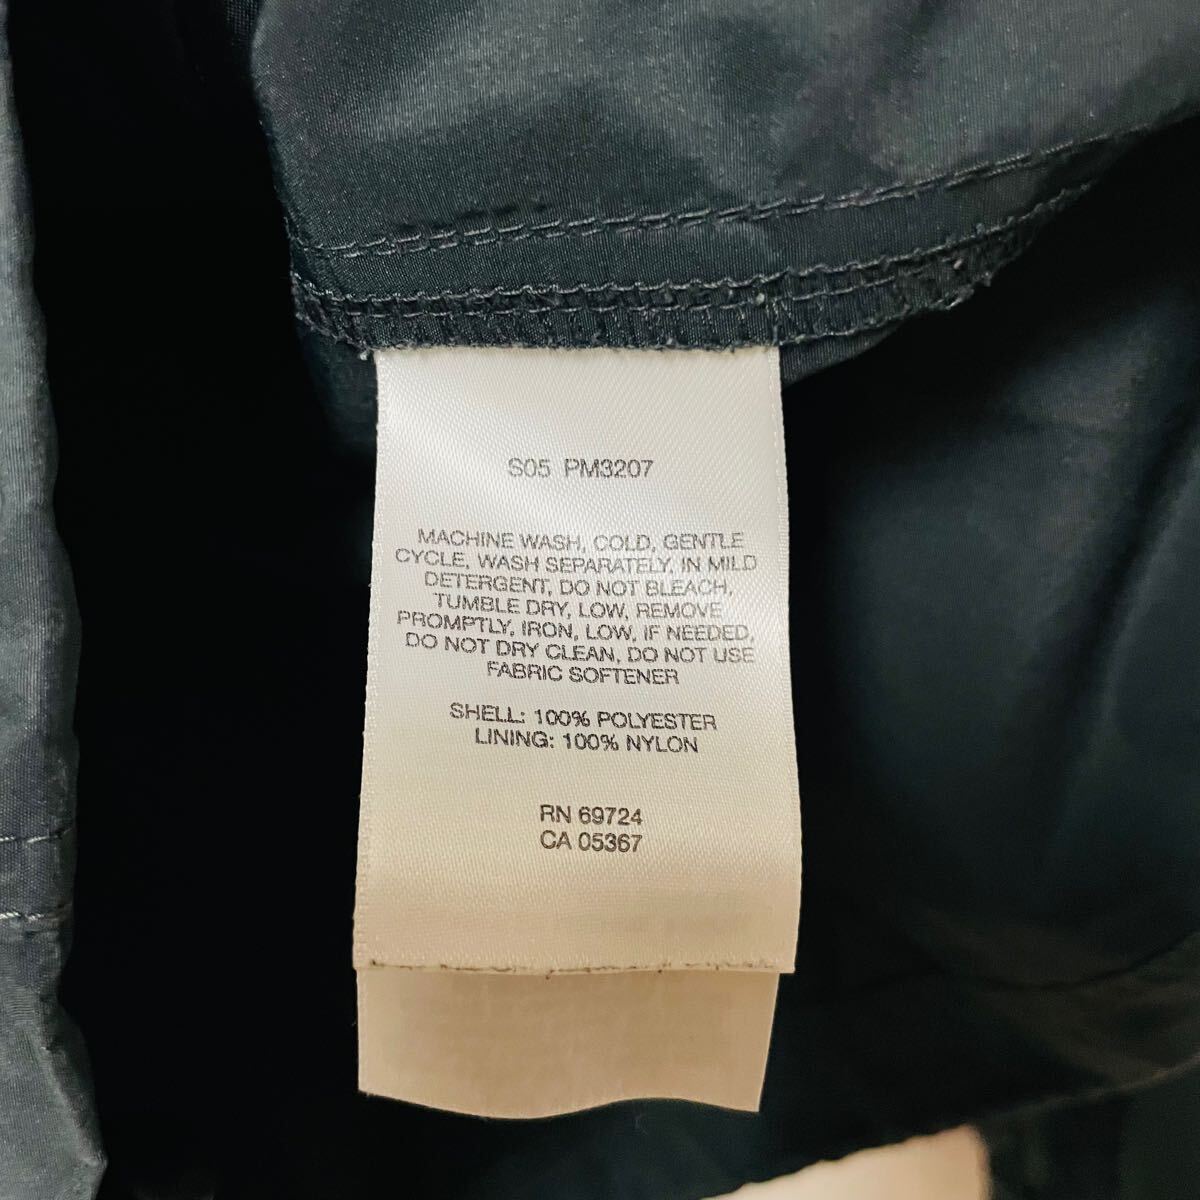 S05 PM3207
MACHINE WASH, COLD, GENTLE
CYCLE, WASH SEPARATELY, IN MILD
DETERGENT, DO NOT BLEACH,
TUMBLE DRY, LOW, REMOVE
PROMPTLY, IRON, LOW, IF NEEDED,
DO NOT DRY CLEAN, DO NOT USE
FABRIC SOFTENER
SHELL: 100% POLYESTER
LINING: 100% NYLON
RN 69724
CA 05367